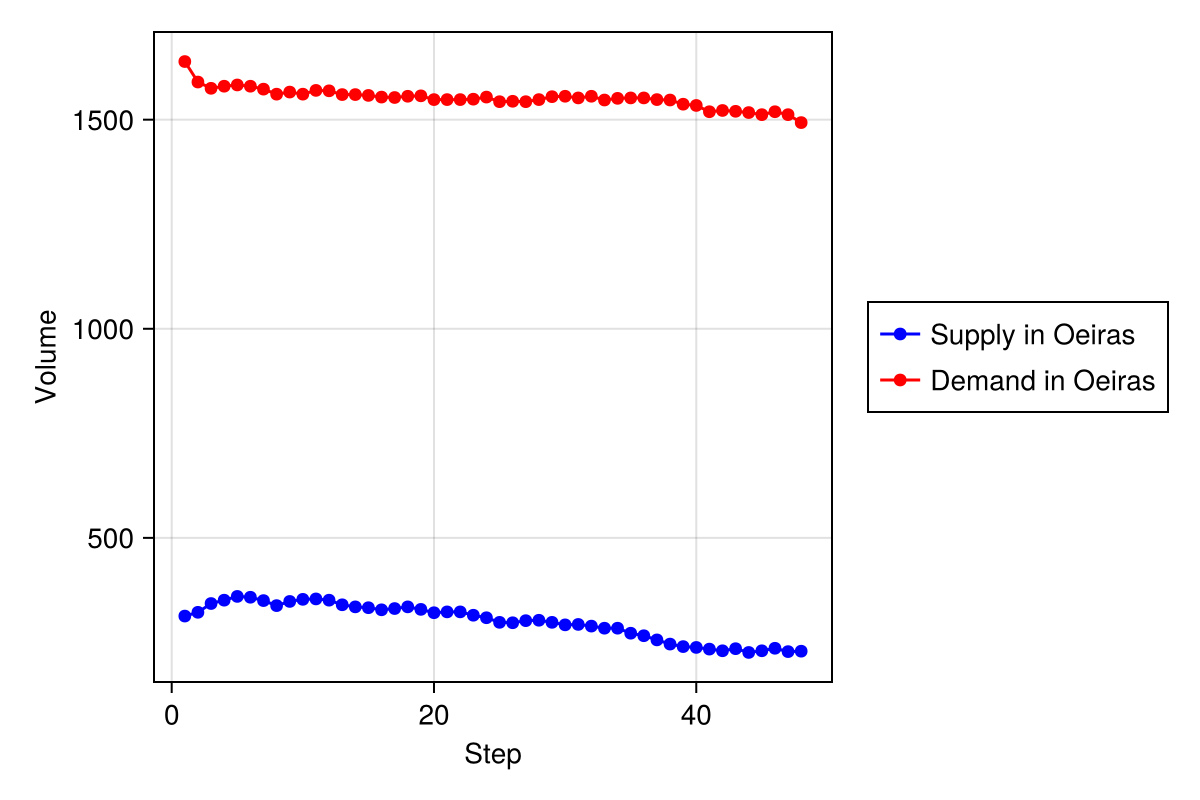 1500
1000
500
Volume
0 20 40
Step
Supply in Oeiras
Demand in Oeiras